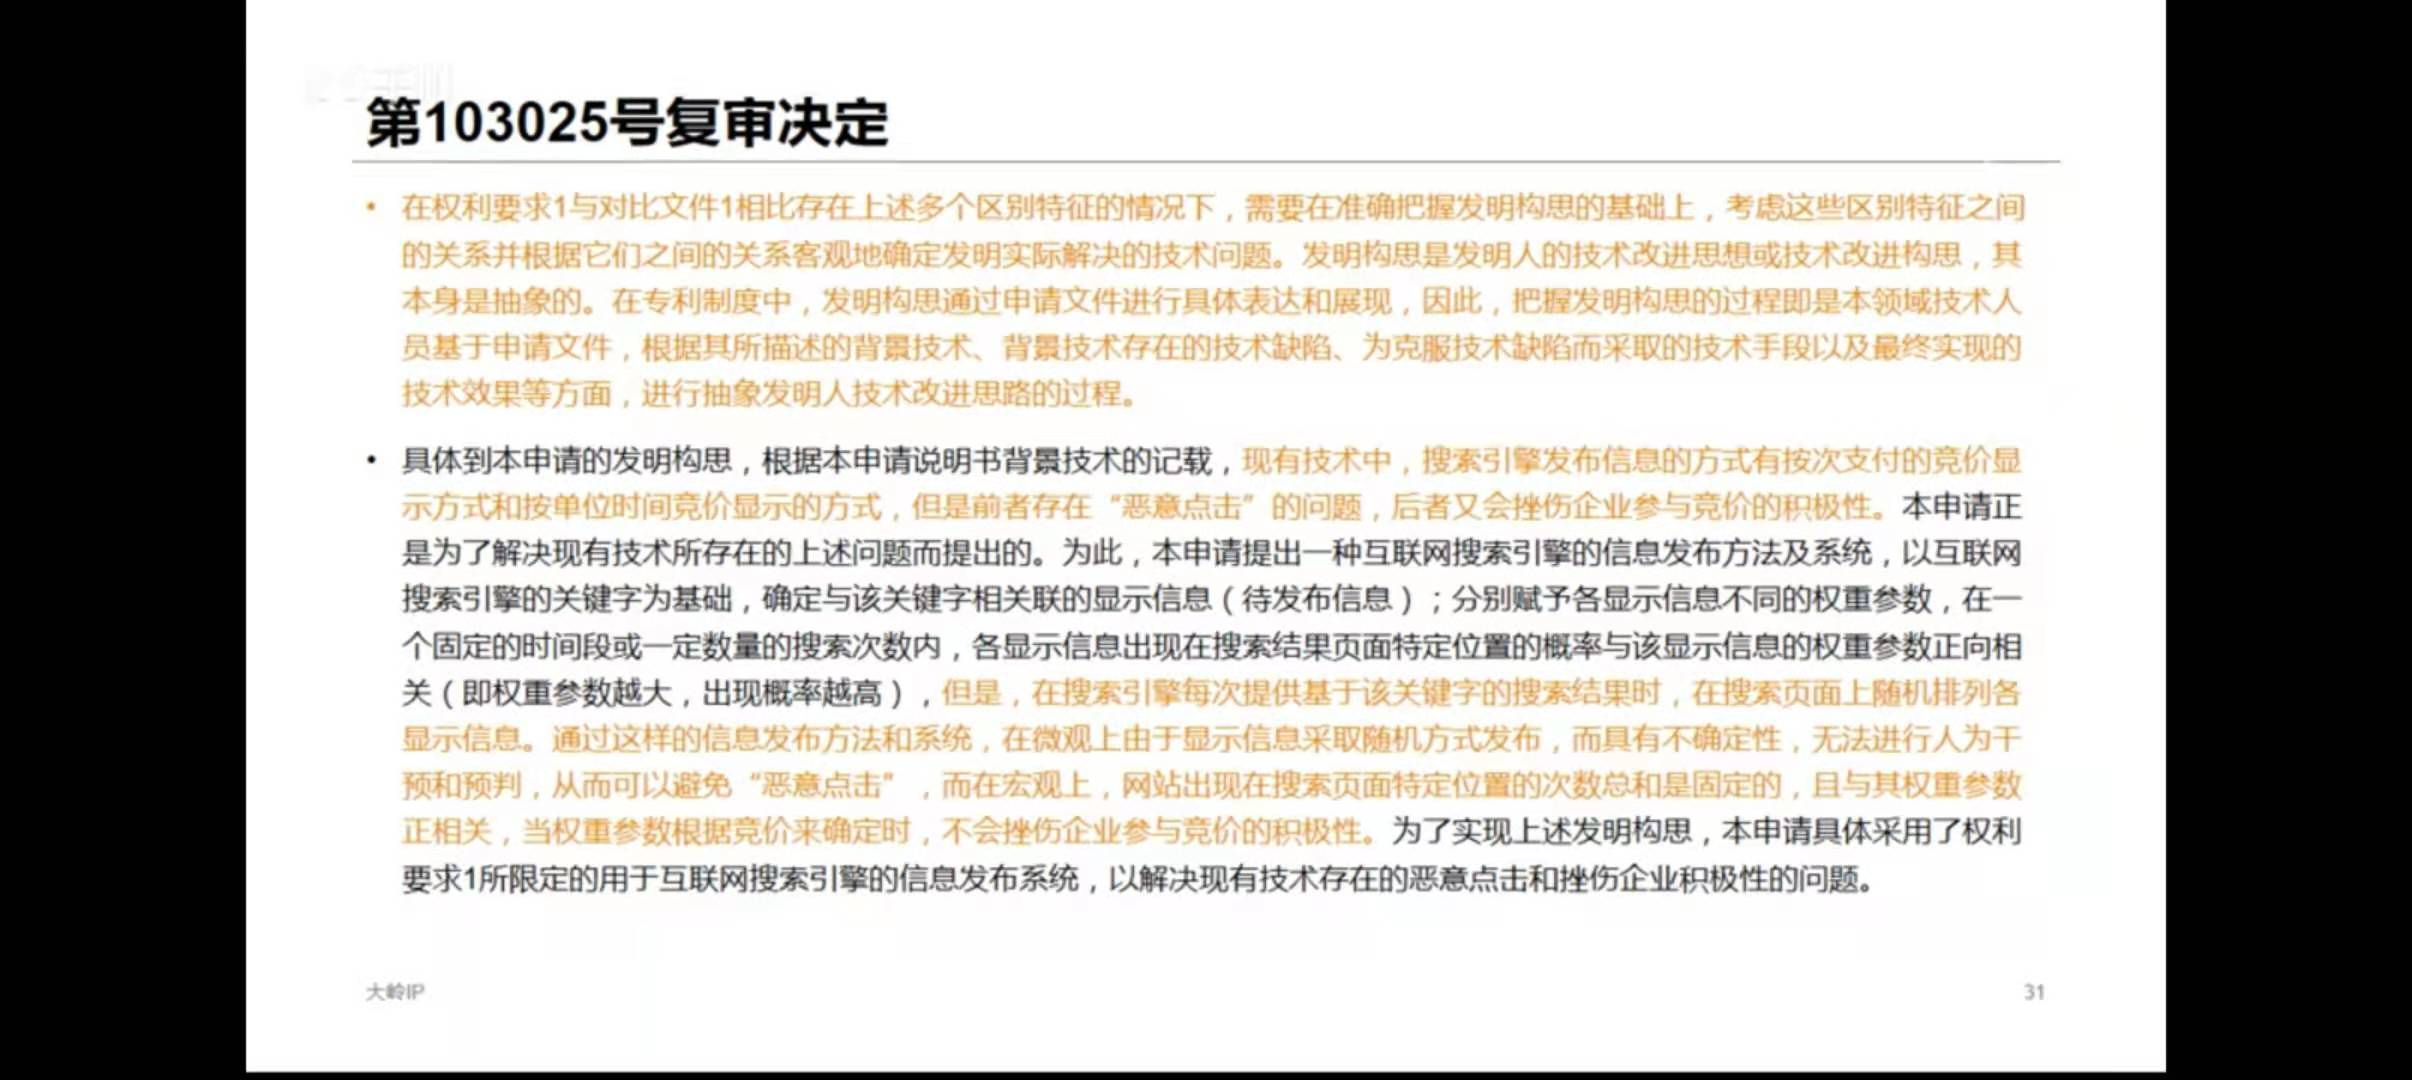 第103025号复审决定
• 在权利要求1与对比文件1相比存在上述多个区别特征的情况下，需要在准确把握发明构思的基础上，考虑这些区别特征之间
的关系并根据它们之间的关系客观地确定发明实际解决的技术问题。发明构思是发明人的技术改进思想或技术改进构思，其
本身是抽象的。在专利制度中，发明构思通过申请文件进行具体表达和展现，因此，把握发明构思的过程即是本领域技术人
员基于申请文件，根据其所描述的背景技术、背景技术存在的技术缺陷、为克服技术缺陷而采取的技术手段以及最终实现的
技术效果等方面，进行抽象发明人技术改进思路的过程。
• 具体到本申请的发明构思，根据本申请说明书背景技术的记载，现有技术中，搜索引擎发布信息的方式有按次支付的竞价显
示方式和按单位时间竞价显示的方式，但是前者存在“恶意点击”的问题，后者又会挫伤企业参与竞价的积极性。本申请正
是为了解决现有技术所存在的上述问题而提出的。为此，本申请提出一种互联网搜索引擎的信息发布方法及系统，以互联网
搜索引擎的关键字为基础，确定与该关键字相关联的显示信息（待发布信息）；分别赋予各显示信息不同的权重参数，在一
个固定的时间段或一定数量的搜索次数内，各显示信息出现在搜索结果页面特定位置的概率与该显示信息的权重参数正向相
关（即权重参数越大，出现概率越高），但是，在搜索引擎每次提供基于该关键字的搜索结果时，在搜索页面上随机排列各
显示信息。通过这样的信息发布方法和系统，在微观上由于显示信息采取随机方式发布，而具有不确定性，无法进行人为干
预和预判，从而可以避免“恶意点击”，而在宏观上，网站出现在搜索页面特定位置的次数总和是固定的，且与其权重参数
正相关，当权重参数根据竞价来确定时，不会挫伤企业参与竞价的积极性。为了实现上述发明构思，本申请具体采用了权利
要求1所限定的用于互联网搜索引擎的信息发布系统，以解决现有技术存在的恶意点击和挫伤企业积极性的问题。
大岭IP
31